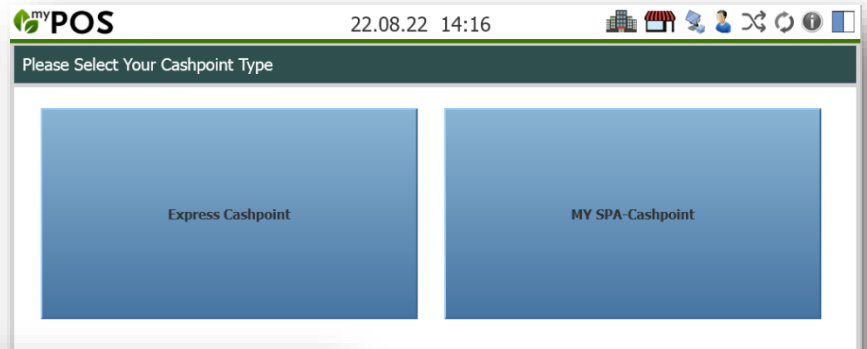 myPOS 22.08.22 14:16
Please Select Your Cashpoint Type
Express Cashpoint MY SPA-Cashpoint